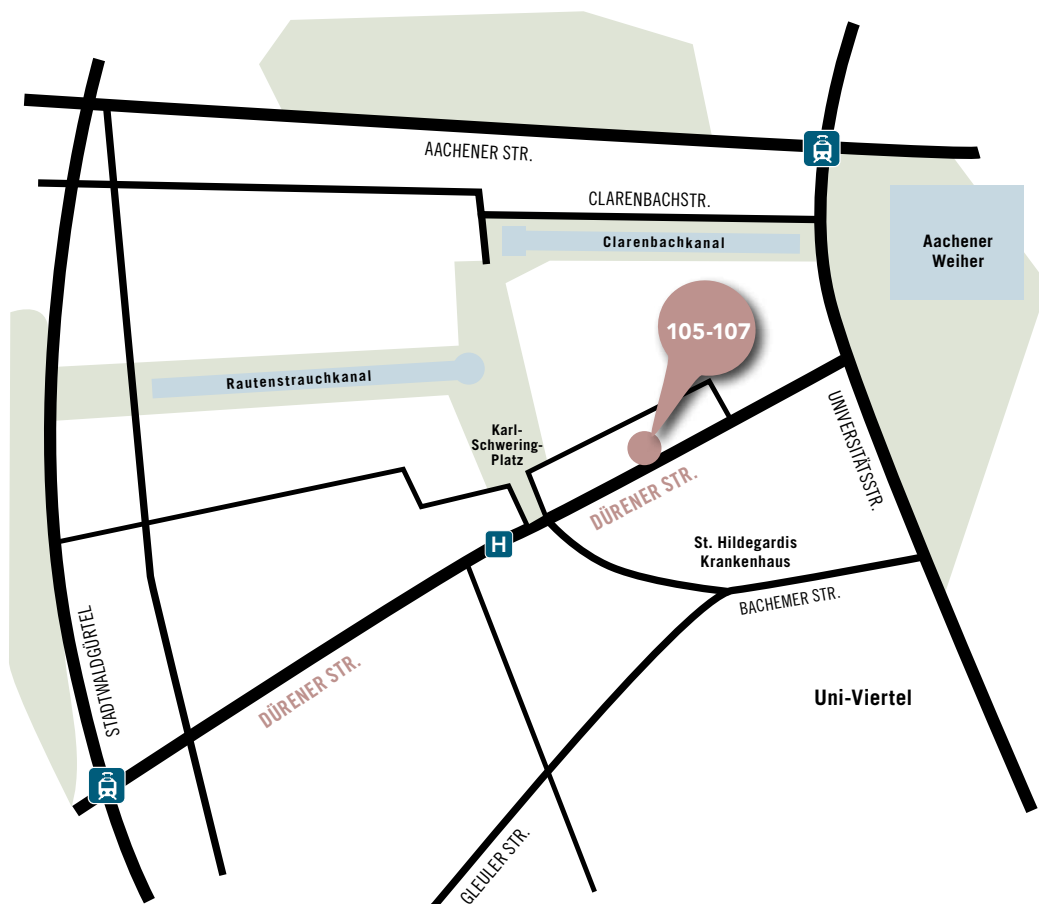 AACHENER STR.
CLARENBACHSTR.
Clarenbachkanal
Aachener
Weiher
105-107
Rautenstrauchkanal
Karl-
Schwering-
Platz
UNIVERSITÄTSSTR.
DÜRENER STR.
H
St. Hildegardis
Krankenhaus
BACHEMER STR.
STADTWALDGÜRTEL
DÜRENER STR.
Uni-Viertel
GLEULER STR.